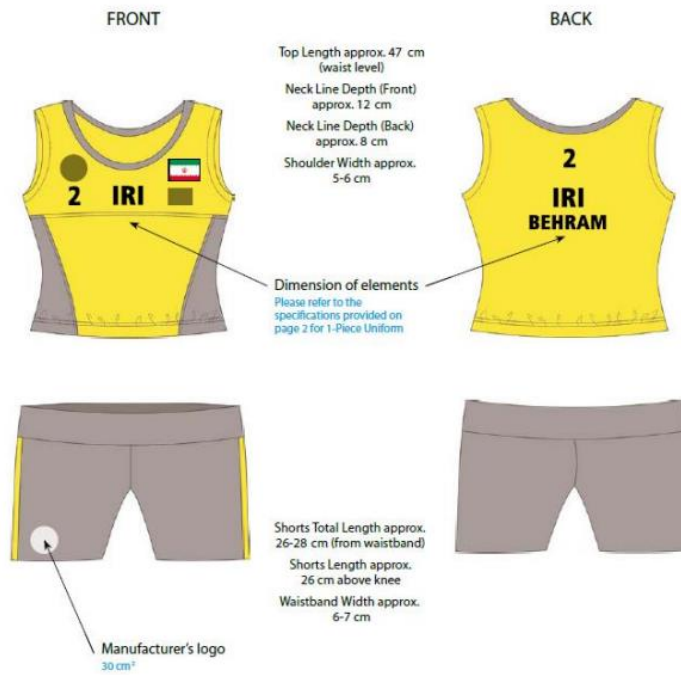 FRONT
BACK
Top Length approx. 47 cm
(waist level)
Neck Line Depth (Front)
approx. 12 cm
Neck Line Depth (Back)
approx. 8 cm
Shoulder Width approx.
5-6 cm
2 IRI
2
IRI
BEHRAM
Dimension of elements
Please refer to the
specifications provided on
page 2 for 1-Piece Uniform
Shorts Total Length approx.
26-28 cm (from waistband)
Shorts Length approx.
26 cm above knee
Waistband Width approx.
6-7 cm
Manufacturer's logo
30 cm²